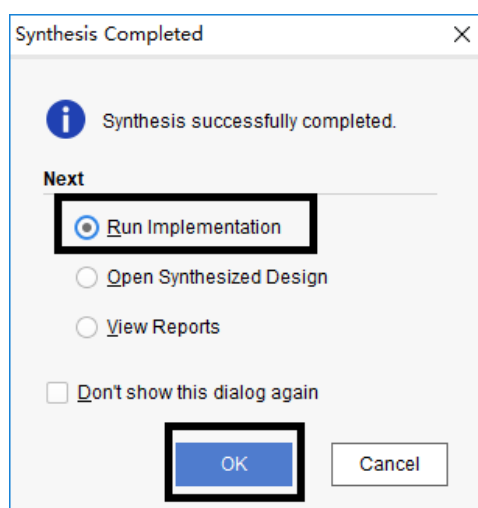 Synthesis Completed
Synthesis successfully completed.
Next
Run Implementation
Open Synthesized Design
View Reports
Don't show this dialog again
OK
Cancel